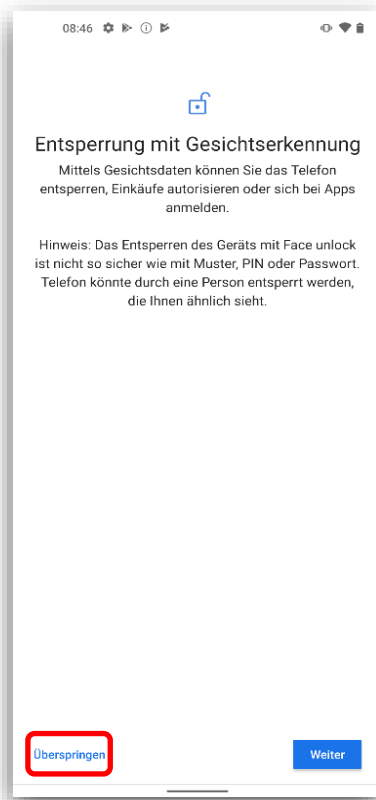 08:46
Entsperrung mit Gesichtserkennung
Mittels Gesichtsdaten können Sie das Telefon
entsperren, Einkäufe autorisieren oder sich bei Apps
anmelden.
Hinweis: Das Entsperren des Geräts mit Face unlock
ist nicht so sicher wie mit Muster, PIN oder Passwort.
Telefon könnte durch eine Person entsperrt werden,
die Ihnen ähnlich sieht.
Überspringen
Weiter